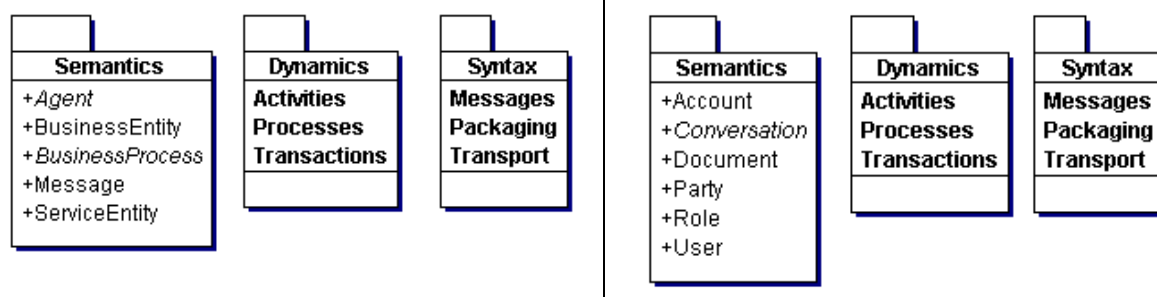 Semantics
+Agent
+BusinessEntity
+BusinessProcess
+Message
+ServiceEntity
Dynamics
Activities
Processes
Transactions
Syntax
Messages
Packaging
Transport
Semantics
+Account
+Conversation
+Document
+Party
+Role
+User
Dynamics
Activities
Processes
Transactions
Syntax
Messages
Packaging
Transport